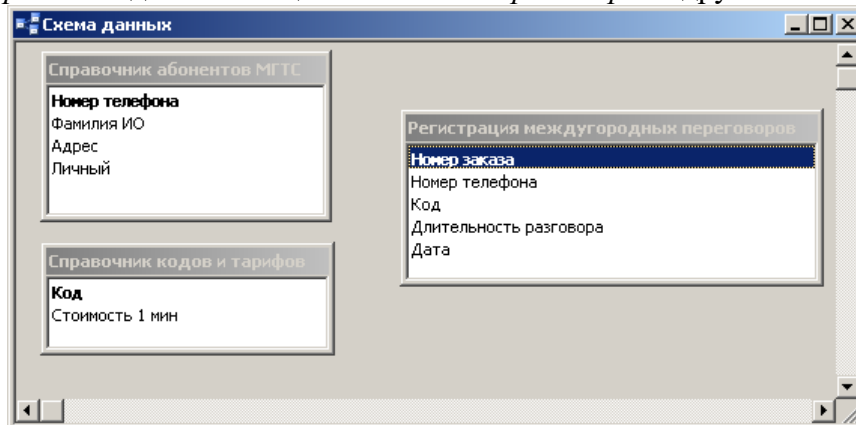 Схема данных
Справочник абонентов МГТС
Номер телефона
Фамилия ИО
Адрес
Личный
Регистрация междугородных переговоров
Номер заказа
Номер телефона
Код
Длительность разговора
Дата
Справочник кодов и тарифов
Код
Стоимость 1 мин